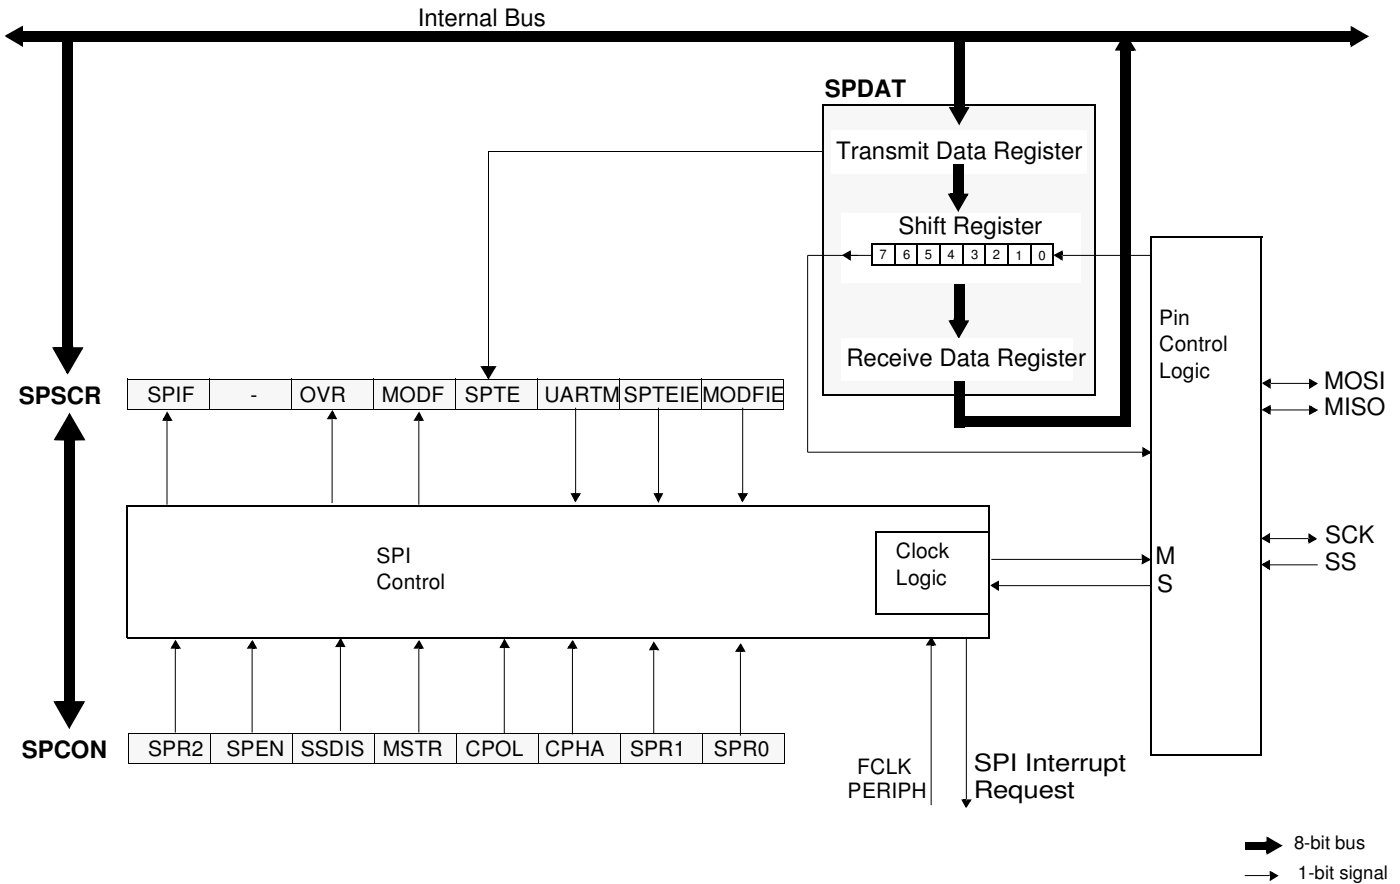 Internal Bus
SPDAT
Transmit Data Register
Shift Register
7 6 5 4 3 2 1 0
Receive Data Register
Pin
Control
Logic
MOSI
MISO
SPSCR SPIF - OVR MODF SPTE UARTM SPTEIE MODFIE
SPI
Control
Clock
Logic
M
S
SCK
SS
SPCON SPR2 SPEN SSDIS MSTR CPOL CPHA SPR1 SPR0
FCLK
PERIPH
SPI Interrupt
Request
8-bit bus
1-bit signal